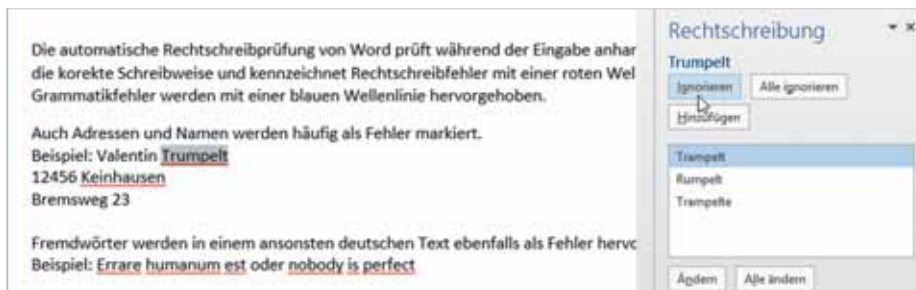 Die automatische Rechtschreibprüfung von Word prüft während der Eingabe anhar
die korekte Schreibweise und kennzeichnet Rechtschreibfehler mit einer roten Wel
Grammatikfehler werden mit einer blauen Wellenlinie hervorgehoben.
Auch Adressen und Namen werden häufig als Fehler markiert.
Beispiel: Valentin Trumpelt
12456 Keinhausen
Bremsweg 23
Fremdwörter werden in einem ansonsten deutschen Text ebenfalls als Fehler hervo
Beispiel: Errare humanum est oder nobody is perfect
Rechtschreibung
Trumpelt
Ignorieren Alle ignorieren
Hinzufügen
Trampelt
Rumpelt
Trampelte
Ändern Alle ändern